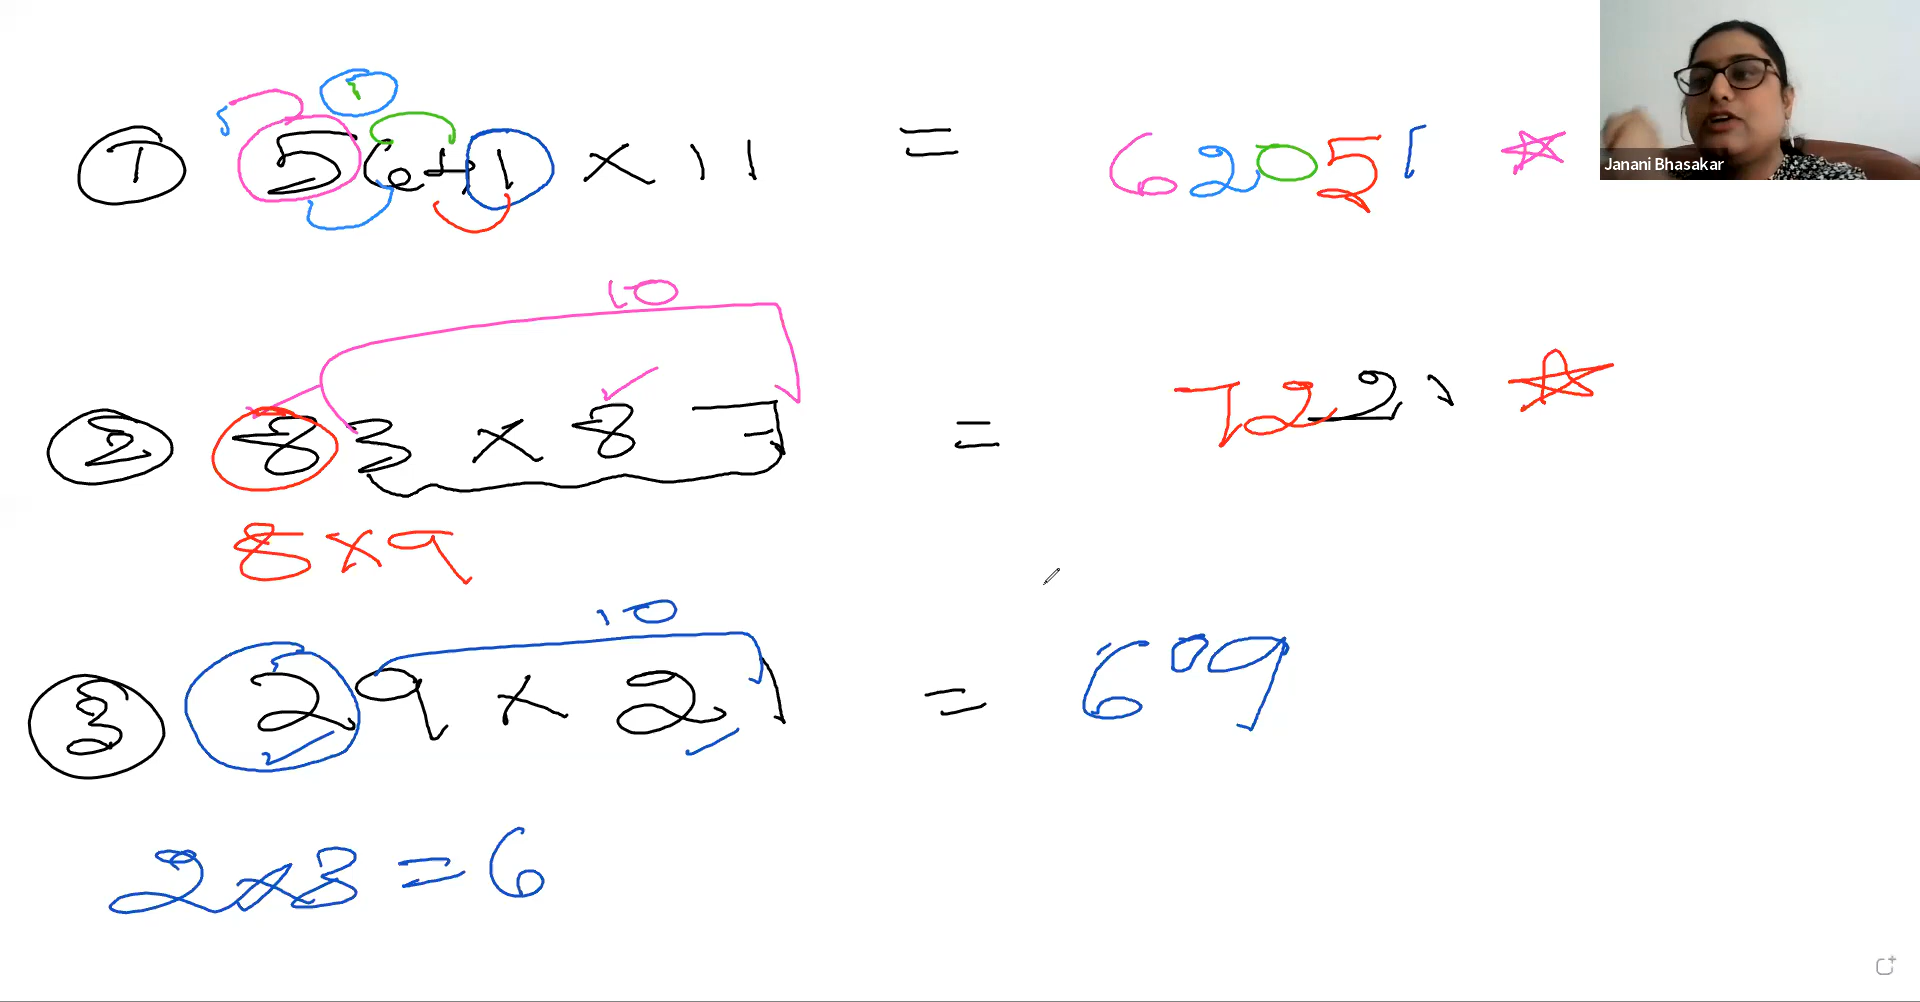 Janani Bhasakar
1
① 5641 × 11 = 62051
10
② 83 × 87 = 7221
8 × 9
10
③ 29 × 21 = 609
2 × 3 = 6